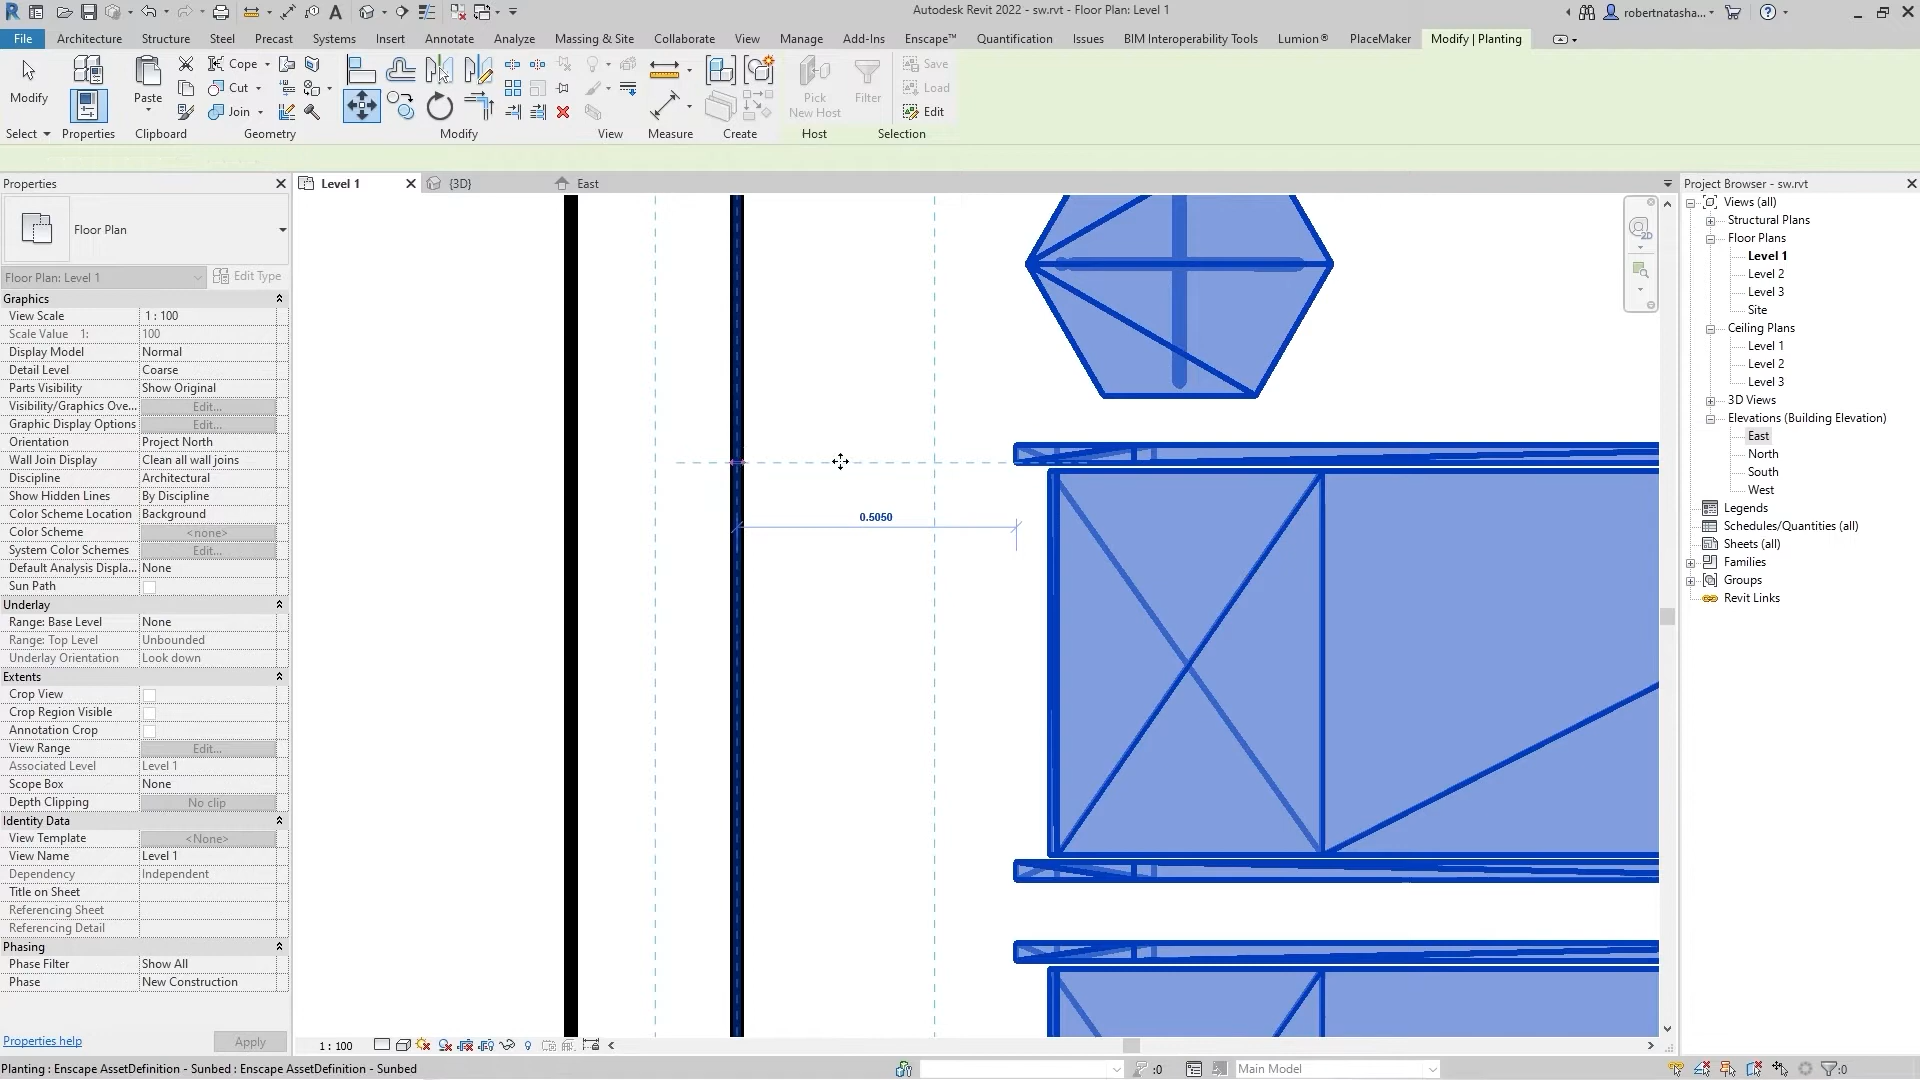 Autodesk Revit 2022 - sw.rvt - Floor Plan: Level 1
robertnatasha...
File Architecture Structure Steel Precast Systems Insert Annotate Analyze Massing & Site Collaborate View Manage Add-Ins Enscape™ Quantification Issues BIM Interoperability Tools Lumion® PlaceMaker Modify | Planting
Cope
Save
Cut
Load
Modify
Paste
Pick
New Host
Filter
Join
Edit
Select Properties Clipboard Geometry Modify View Measure Create Host Selection
Properties
Level 1
{3D}
East
Project Browser - sw.rvt
Floor Plan
Floor Plan: Level 1
Edit Type
Graphics
View Scale 1 : 100
Scale Value 1: 100
Display Model Normal
Detail Level Coarse
Parts Visibility Show Original
Visibility/Graphics Ove... Edit...
Graphic Display Options Edit...
Orientation Project North
Wall Join Display Clean all wall joins
Discipline Architectural
Show Hidden Lines By Discipline
Color Scheme Location Background
Color Scheme <none>
System Color Schemes Edit...
Default Analysis Displa... None
Sun Path
Underlay
Range: Base Level None
Range: Top Level Unbounded
Underlay Orientation Look down
Extents
Crop View
Crop Region Visible
Annotation Crop
View Range Edit...
Associated Level Level 1
Scope Box None
Depth Clipping No clip
Identity Data
View Template <None>
View Name Level 1
Dependency Independent
Title on Sheet
Referencing Sheet
Referencing Detail
Phasing
Phase Filter Show All
Phase New Construction
Properties help
Apply
2D
0.5050
Views (all)
Structural Plans
Floor Plans
Level 1
Level 2
Level 3
Site
Ceiling Plans
Level 1
Level 2
Level 3
3D Views
Elevations (Building Elevation)
East
North
South
West
Legends
Schedules/Quantities (all)
Sheets (all)
Families
Groups
Revit Links
1 : 100
Planting : Enscape AssetDefinition - Sunbed : Enscape AssetDefinition - Sunbed
:0
Main Model
:0